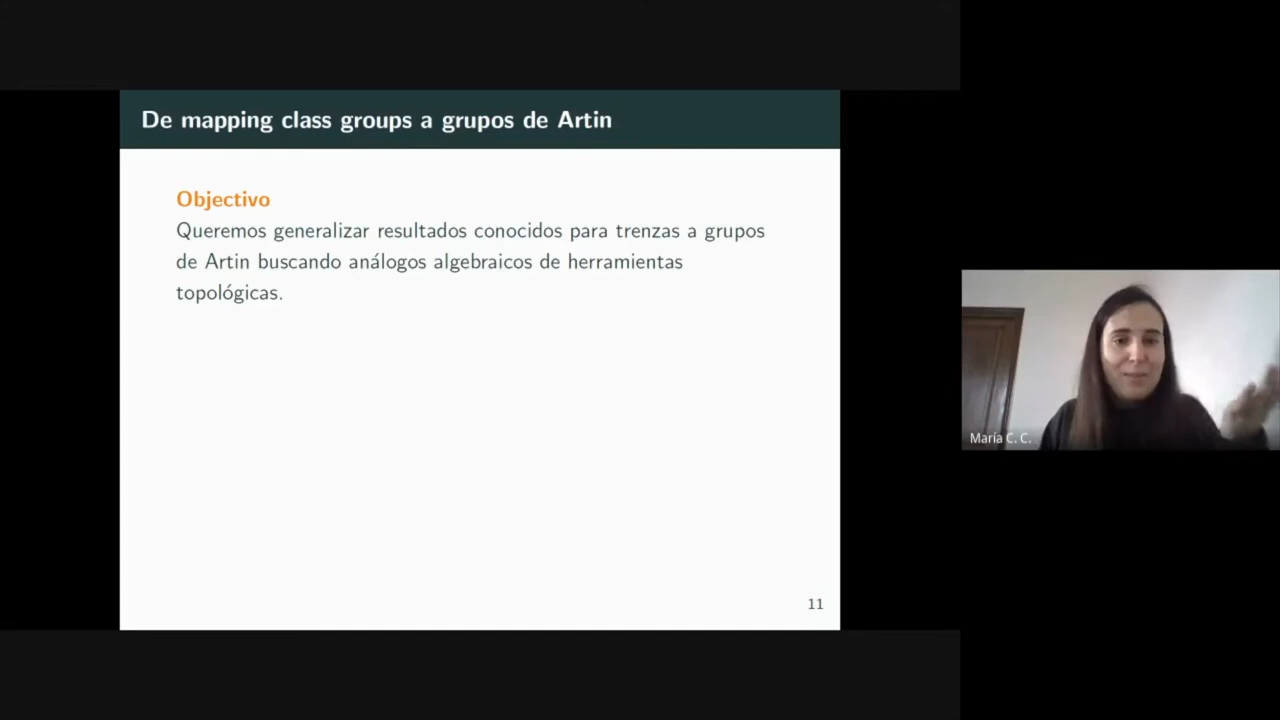 De mapping class groups a grupos de Artin
Objectivo
Queremos generalizar resultados conocidos para trenzas a grupos
de Artin buscando análogos algebraicos de herramientas
topológicas.
11
María C. C.